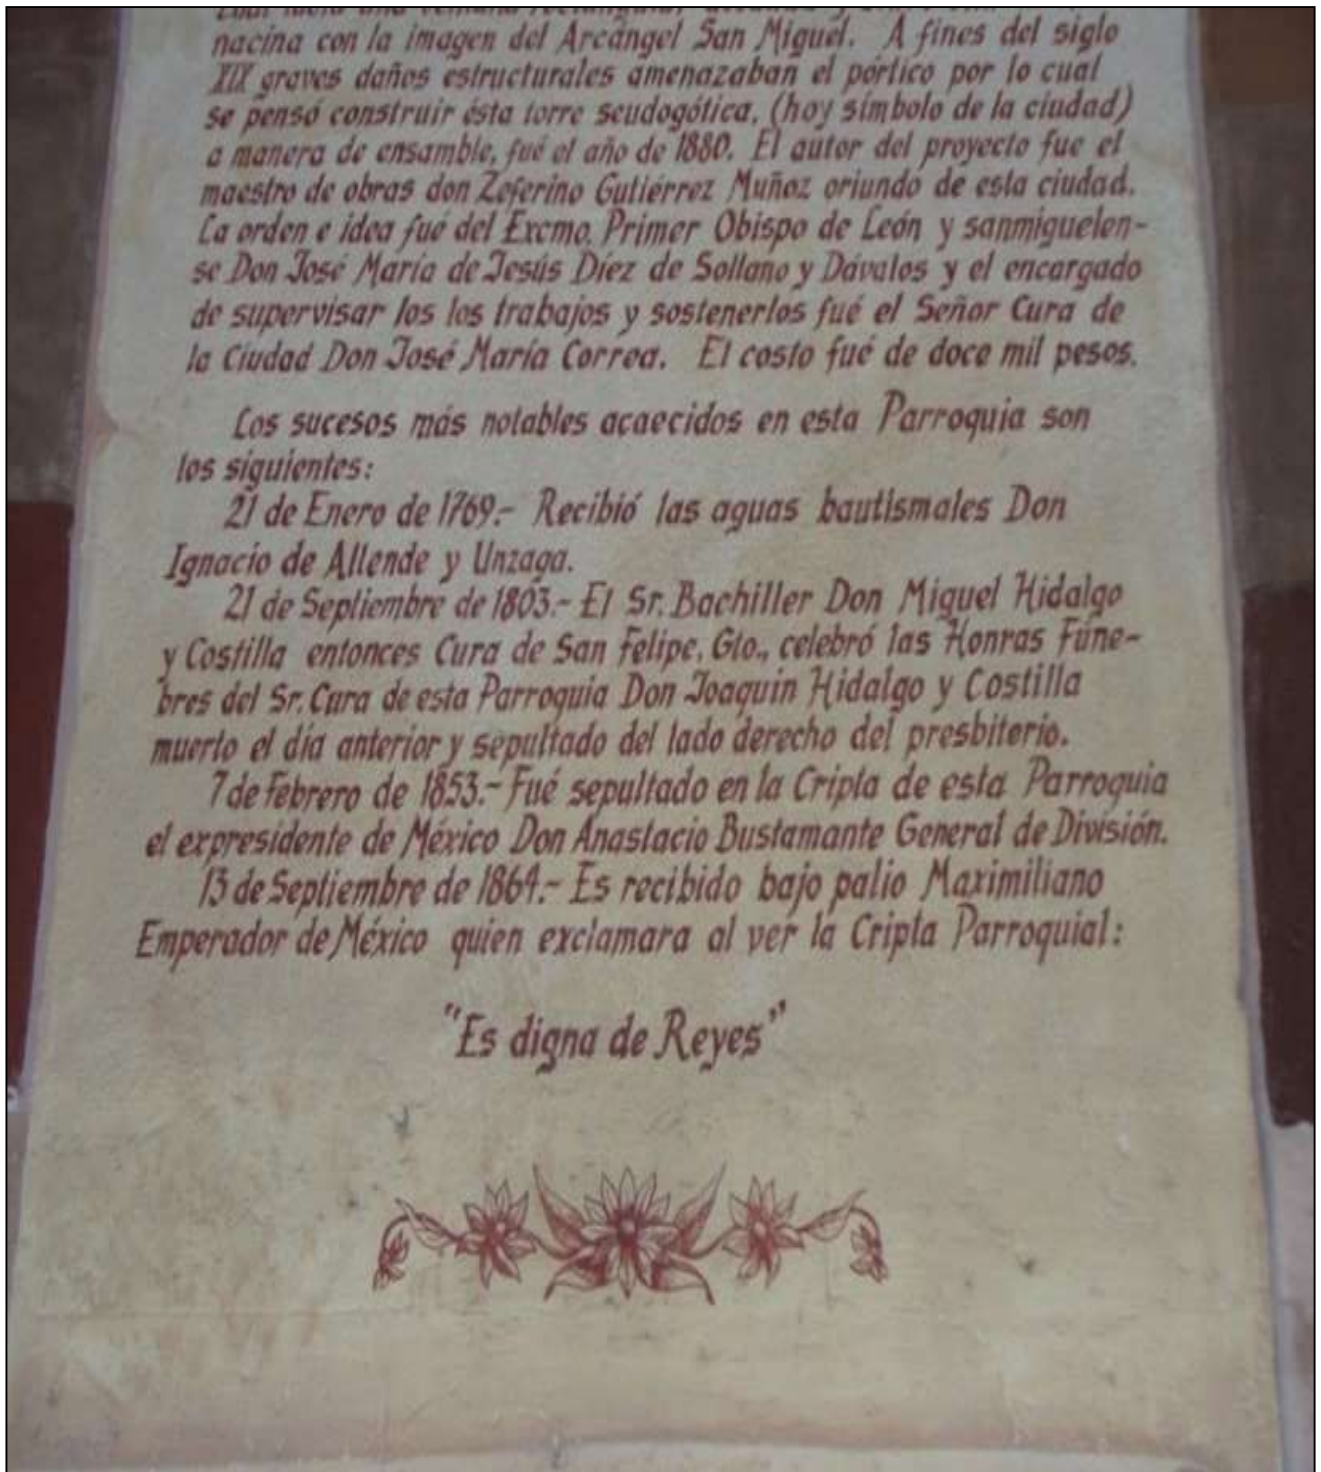 nacina con la imagen del Arcángel San Miguel. A fines del siglo
XIX graves daños estructurales amenazaban el pórtico por lo cual
se pensó construir ésta torre seudogótica, (hoy símbolo de la ciudad)
a manera de ensamble, fué el año de 1880. El autor del proyecto fue el
maestro de obras don Zeferino Gutiérrez Muñoz oriundo de esta ciudad.
La orden e idea fué del Excmo. Primer Obispo de León y sanmiguelen-
se Don José María de Jesús Díez de Sollano y Dávalos y el encargado
de supervisar los los trabajos y sostenerlos fué el Señor Cura de
la Ciudad Don José María Correa. El costo fué de doce mil pesos.
Los sucesos más notables acaecidos en esta Parroquia son
los siguientes:
21 de Enero de 1769.- Recibió las aguas bautismales Don
Ignacio de Allende y Unzaga.
21 de Septiembre de 1803.- El Sr. Bachiller Don Miguel Hidalgo
y Costilla entonces Cura de San Felipe, Gto., celebró las Honras Fúne-
bres del Sr. Cura de esta Parroquia Don Joaquín Hidalgo y Costilla
muerto el día anterior y sepultado del lado derecho del presbiterio.
7 de Febrero de 1853.- Fué sepultado en la Cripta de esta Parroquia
el expresidente de México Don Anastacio Bustamante General de División.
13 de Septiembre de 1864.- Es recibido bajo palio Maximiliano
Emperador de México quien exclamara al ver la Cripta Parroquial:
"Es digna de Reyes"